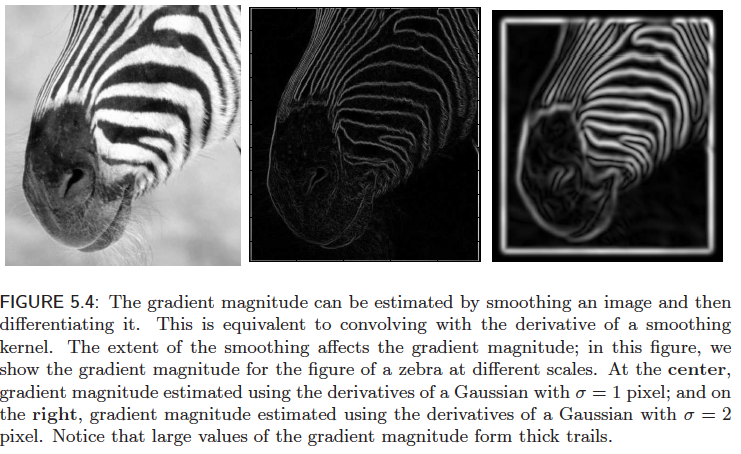 FIGURE 5.4: The gradient magnitude can be estimated by smoothing an image and then
differentiating it. This is equivalent to convolving with the derivative of a smoothing
kernel. The extent of the smoothing affects the gradient magnitude; in this figure, we
show the gradient magnitude for the figure of a zebra at different scales. At the center,
gradient magnitude estimated using the derivatives of a Gaussian with σ = 1 pixel; and on
the right, gradient magnitude estimated using the derivatives of a Gaussian with σ = 2
pixel. Notice that large values of the gradient magnitude form thick trails.